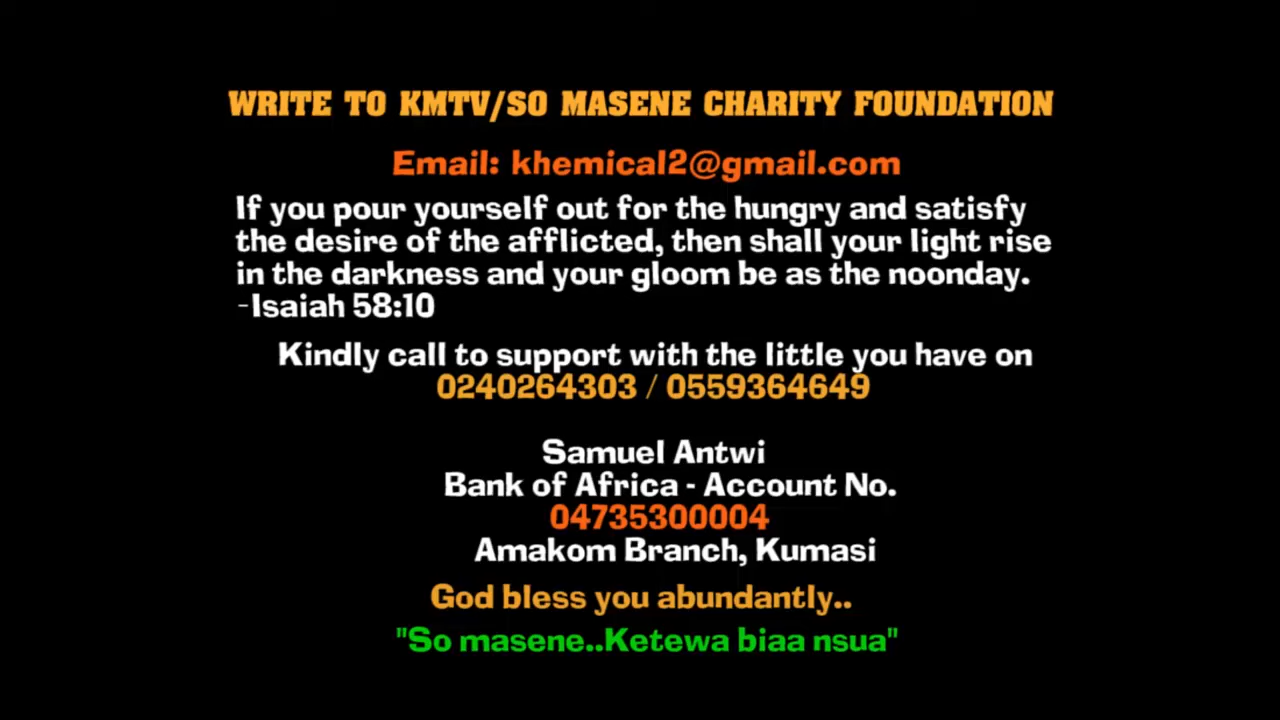 WRITE TO KMTV/SO MASENE CHARITY FOUNDATION
Email: khemical2@gmail.com
If you pour yourself out for the hungry and satisfy
the desire of the afflicted, then shall your light rise
in the darkness and your gloom be as the noonday.
-Isaiah 58:10
Kindly call to support with the little you have on
0240264303 / 0559364649
Samuel Antwi
Bank of Africa - Account No.
04735300004
Amakom Branch, Kumasi
God bless you abundantly..
"So masene..Ketewa biaa nsua"